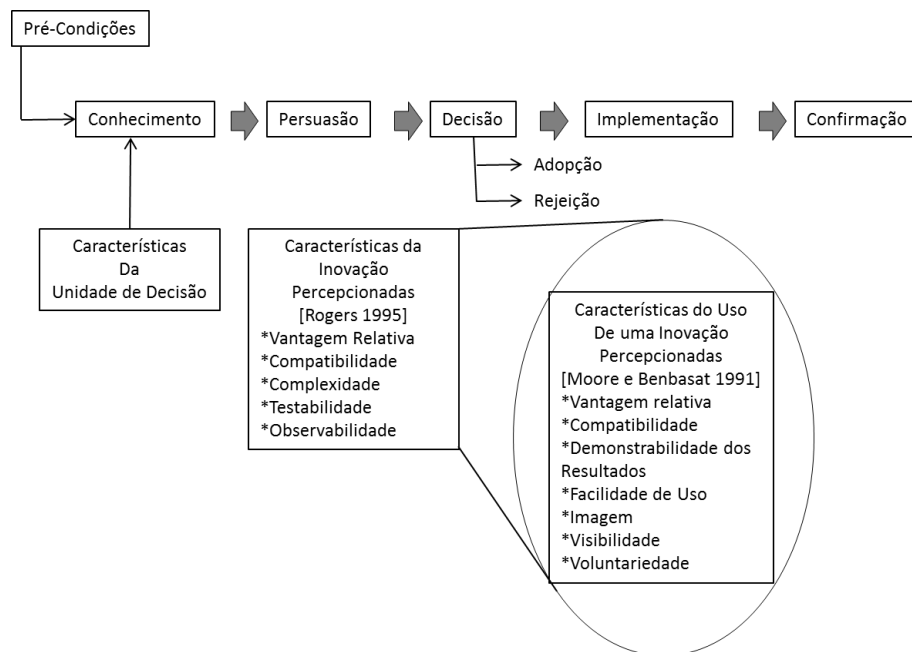 Pré-Condições
Conhecimento
Persuasão
Decisão
Implementação
Confirmação
Adopção
Rejeição
Características
Da
Unidade de Decisão
Características da
Inovação
Percepcionadas
[Rogers 1995]
*Vantagem Relativa
*Compatibilidade
*Complexidade
*Testabilidade
*Observabilidade
Características do Uso
De uma Inovação
Percepcionadas
[Moore e Benbasat 1991]
*Vantagem relativa
*Compatibilidade
*Demonstrabilidade dos
Resultados
*Facilidade de Uso
*Imagem
*Visibilidade
*Voluntariedade